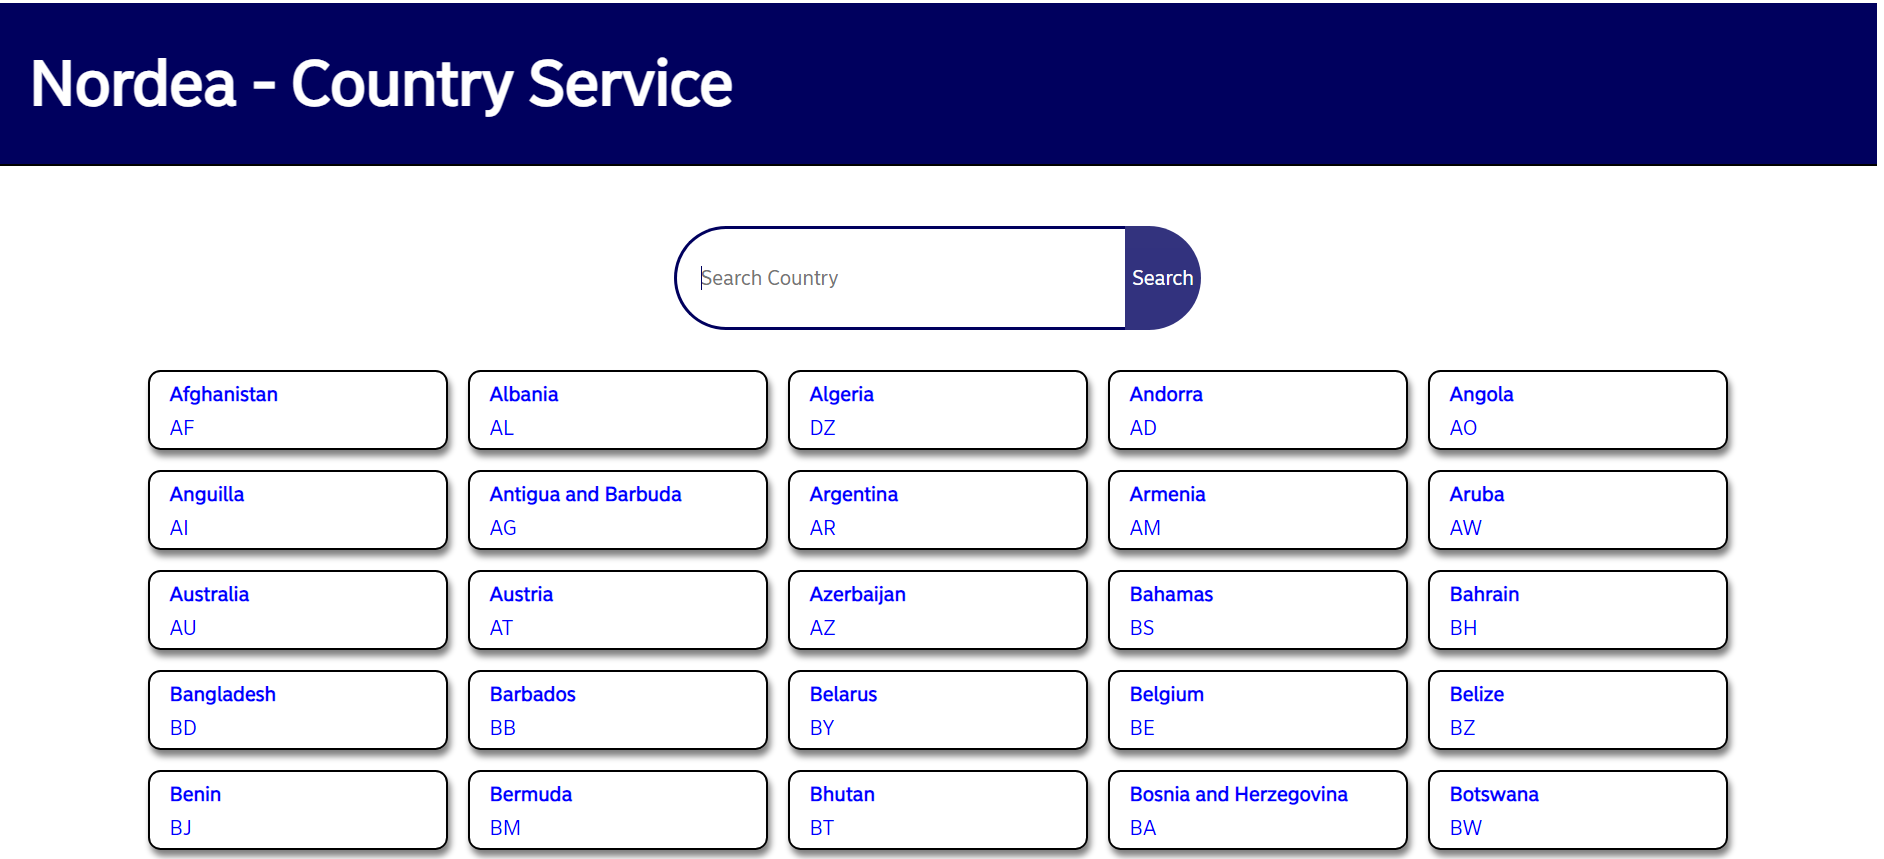 Nordea - Country Service
Search Country
Search
Afghanistan
AF
Albania
AL
Algeria
DZ
Andorra
AD
Angola
AO
Anguilla
AI
Antigua and Barbuda
AG
Argentina
AR
Armenia
AM
Aruba
AW
Australia
AU
Austria
AT
Azerbaijan
AZ
Bahamas
BS
Bahrain
BH
Bangladesh
BD
Barbados
BB
Belarus
BY
Belgium
BE
Belize
BZ
Benin
BJ
Bermuda
BM
Bhutan
BT
Bosnia and Herzegovina
BA
Botswana
BW